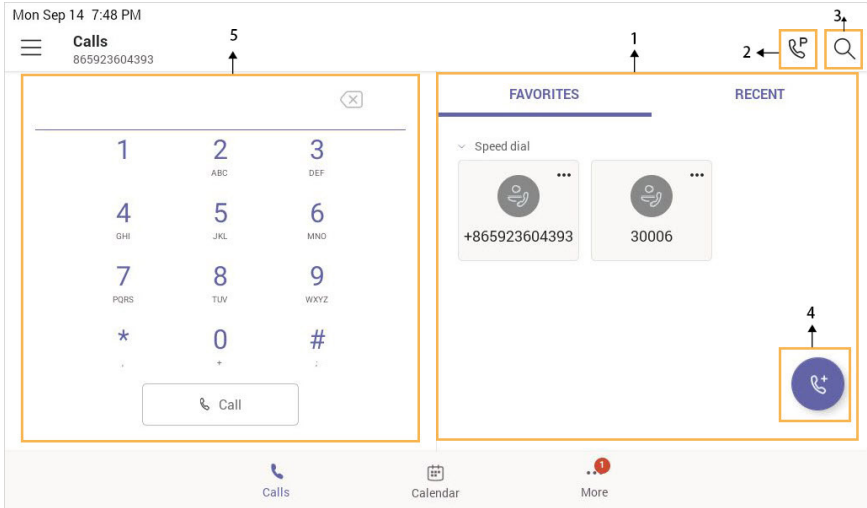 Mon Sep 14 7:48 PM
Calls
865923604393
5
1
2
P
3
FAVORITES
RECENT
Speed dial
+865923604393
30006
1
2
ABC
3
DEF
4
GHI
5
JKL
6
MNO
7
PQRS
8
TUV
9
WXYZ
*
,
0
+
#
;
Call
4
Calls
Calendar
1
More